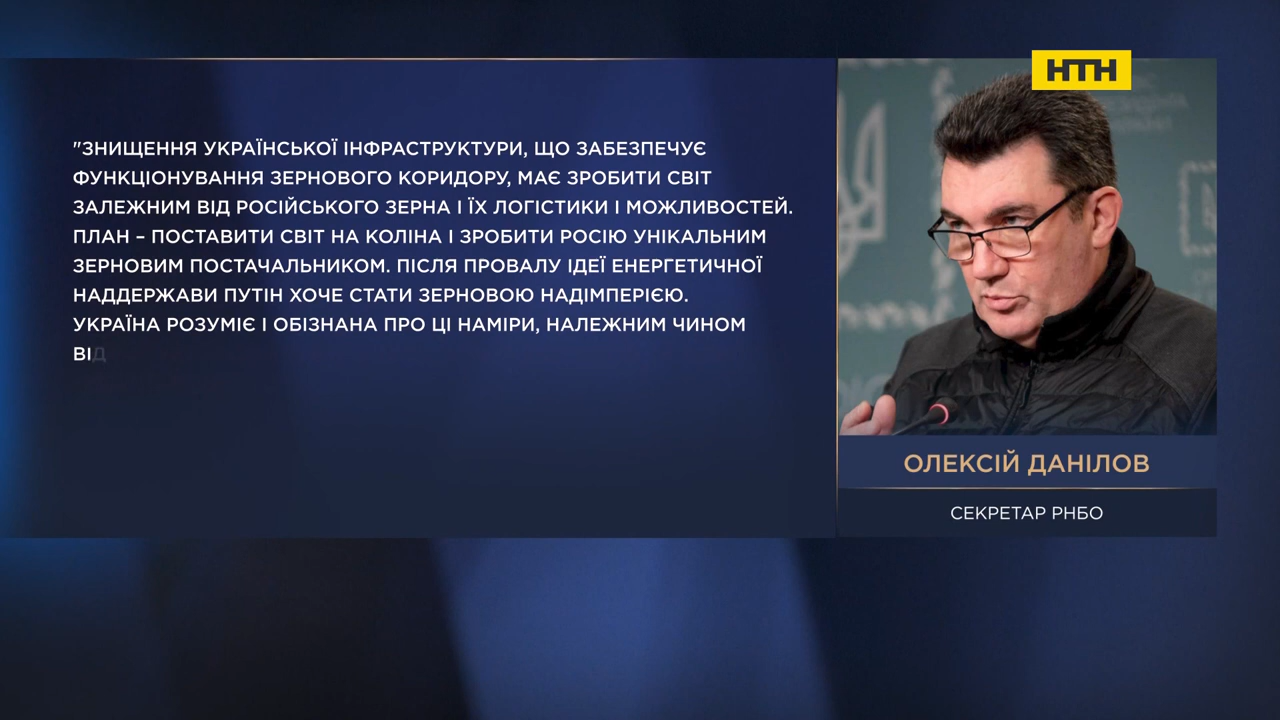 НТН
"ЗНИЩЕННЯ УКРАЇНСЬКОЇ ІНФРАСТРУКТУРИ, ЩО ЗАБЕЗПЕЧУЄ
ФУНКЦІОНУВАННЯ ЗЕРНОВОГО КОРИДОРУ, МАЄ ЗРОБИТИ СВІТ
ЗАЛЕЖНИМ ВІД РОСІЙСЬКОГО ЗЕРНА І ЇХ ЛОГІСТИКИ І МОЖЛИВОСТЕЙ.
ПЛАН – ПОСТАВИТИ СВІТ НА КОЛІНА І ЗРОБИТИ РОСІЮ УНІКАЛЬНИМ
ЗЕРНОВИМ ПОСТАЧАЛЬНИКОМ. ПІСЛЯ ПРОВАЛУ ІДЕЇ ЕНЕРГЕТИЧНОЇ
НАДДЕРЖАВИ ПУТІН ХОЧЕ СТАТИ ЗЕРНОВОЮ НАДІМПЕРІЄЮ.
УКРАЇНА РОЗУМІЄ І ОБІЗНАНА ПРО ЦІ НАМІРИ, НАЛЕЖНИМ ЧИНОМ
ВІД
ОЛЕКСІЙ ДАНІЛОВ
СЕКРЕТАР РНБО